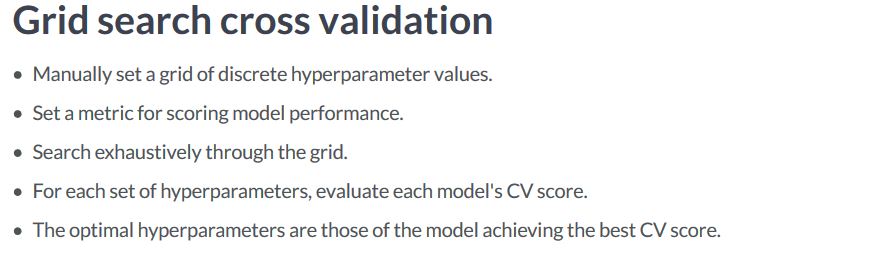 Grid search cross validation
• Manually set a grid of discrete hyperparameter values.
• Set a metric for scoring model performance.
• Search exhaustively through the grid.
• For each set of hyperparameters, evaluate each model's CV score.
• The optimal hyperparameters are those of the model achieving the best CV score.